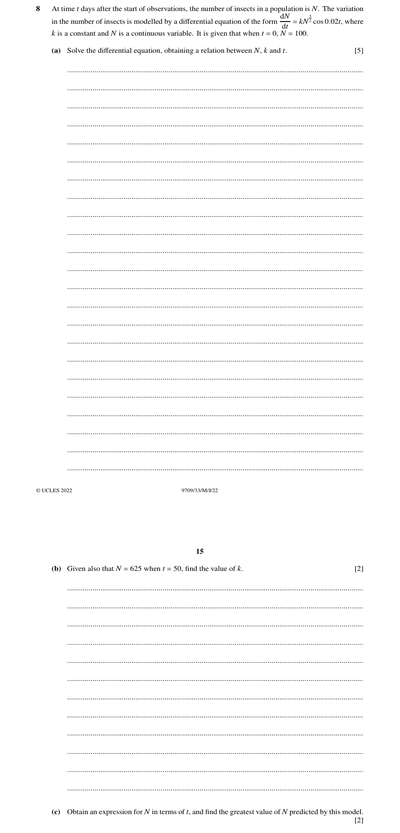 8 At time t days after the start of observations, the number of insects in a population is N. The variation
in the number of insects is modelled by a differential equation of the form dN/dt = kN^(3/2) cos 0.02t, where
k is a constant and N is a continuous variable. It is given that when t = 0, N = 100.
(a) Solve the differential equation, obtaining a relation between N, k and t. [5]
© UCLES 2022 9709/33/M/J/22
15
(b) Given also that N = 625 when t = 50, find the value of k. [2]
(c) Obtain an expression for N in terms of t, and find the greatest value of N predicted by this model.
[2]